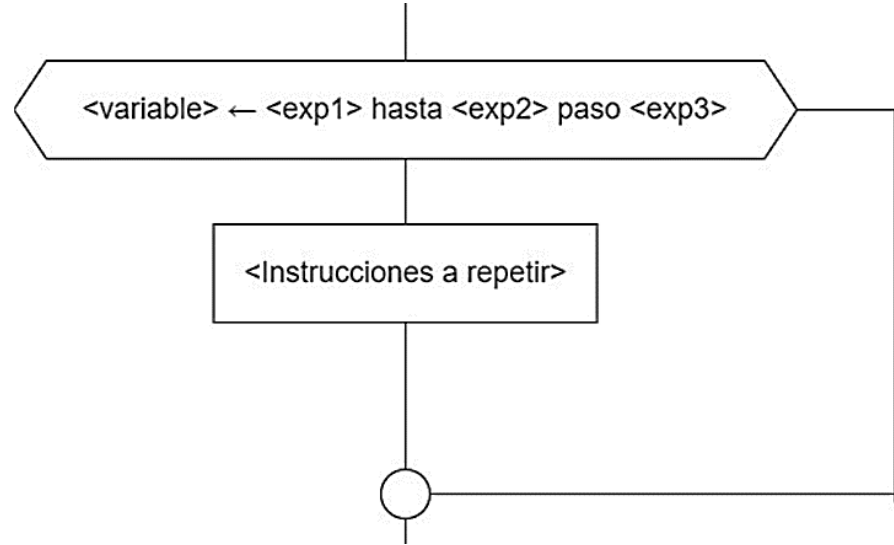 <variable> ← <exp1> hasta <exp2> paso <exp3>
<Instrucciones a repetir>